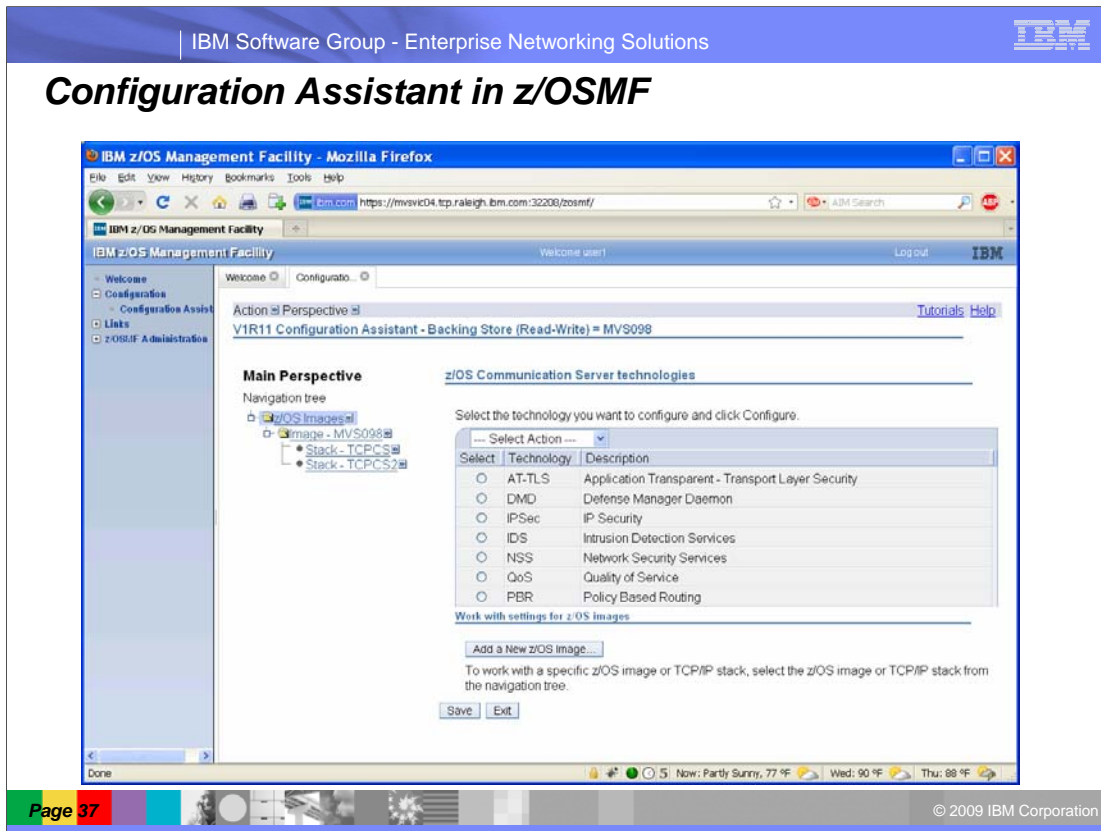 IBM Software Group - Enterprise Networking Solutions
IBM
Configuration Assistant in z/OSMF
IBM z/OS Management Facility - Mozilla Firefox
File Edit View History Bookmarks Tools Help
ibm.com https://mvsvic04.tcp.raleigh.ibm.com:32208/zosmf/
AIM Search
ABP
IBM z/OS Management Facility
IBM z/OS Management Facility Welcome user1 Log out IBM
Welcome
Configuration
Configuration Assist
Links
z/OSMF Administration
Welcome Configuratio...
Action Perspective Tutorials Help
V1R11 Configuration Assistant - Backing Store (Read-Write) = MVS098
Main Perspective
Navigation tree
z/OS Images
Image - MVS098
Stack - TCPCS
Stack - TCPCS2
z/OS Communication Server technologies
Select the technology you want to configure and click Configure.
--- Select Action ---
Select Technology Description
AT-TLS Application Transparent - Transport Layer Security
DMD Defense Manager Daemon
IPSec IP Security
IDS Intrusion Detection Services
NSS Network Security Services
QoS Quality of Service
PBR Policy Based Routing
Work with settings for z/OS images
Add a New z/OS Image...
To work with a specific z/OS image or TCP/IP stack, select the z/OS image or TCP/IP stack from
the navigation tree.
Save Exit
Done 5 Now: Partly Sunny, 77 °F Wed: 90 °F Thu: 88 °F
Page 37
© 2009 IBM Corporation